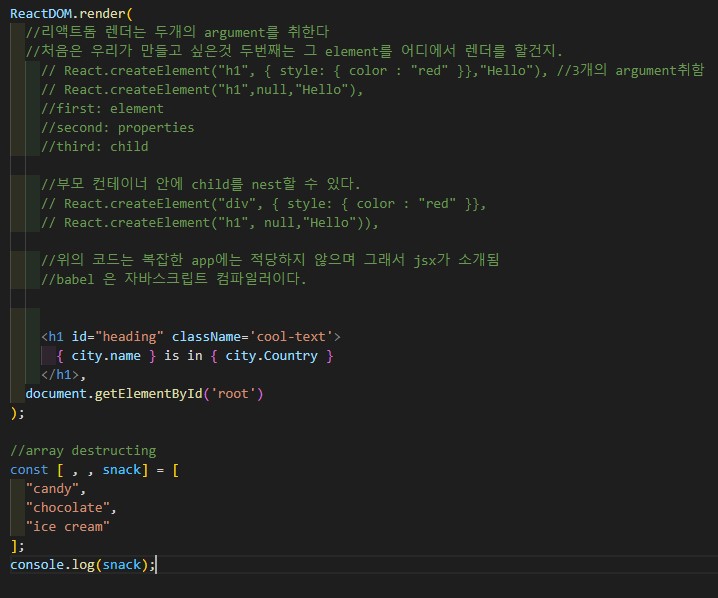 ReactDOM.render(
//리액트돔 렌더는 두개의 argument를 취한다
//처음은 우리가 만들고 싶은것 두번째는 그 element를 어디에서 렌더를 할건지.
// React.createElement("h1", { style: { color : "red" }},"Hello"), //3개의 argument취함
// React.createElement("h1",null,"Hello"),
//first: element
//second: properties
//third: child
//부모 컨테이너 안에 child를 nest할 수 있다.
// React.createElement("div", { style: { color : "red" }},
// React.createElement("h1", null,"Hello")),
//위의 코드는 복잡한 app에는 적당하지 않으며 그래서 jsx가 소개됨
//babel 은 자바스크립트 컴파일러이다.
<h1 id="heading" className='cool-text'>
{ city.name } is in { city.Country }
</h1>,
document.getElementById('root')
);
//array destructing
const [ , , snack] = [
"candy",
"chocolate",
"ice cream"
];
console.log(snack);